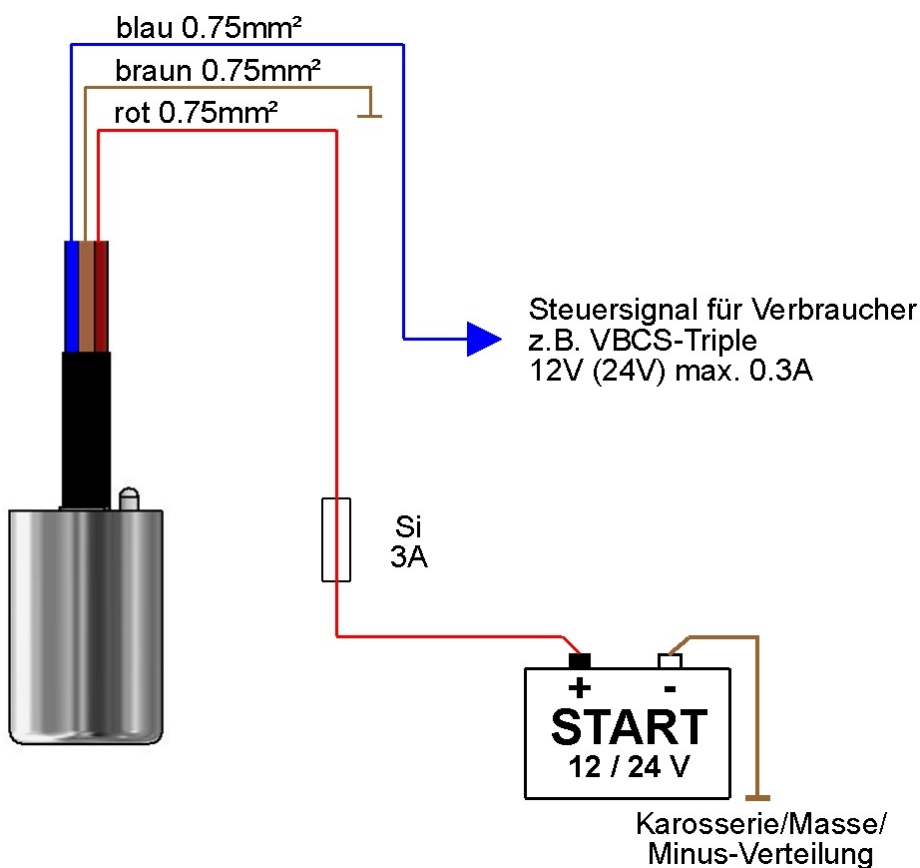 blau 0.75mm²
braun 0.75mm²
rot 0.75mm²
Steuersignal für Verbraucher
z.B. VBCS-Triple
12V (24V) max. 0.3A
Si
3A
+ -
START
12 / 24 V
Karosserie/Masse/
Minus-Verteilung